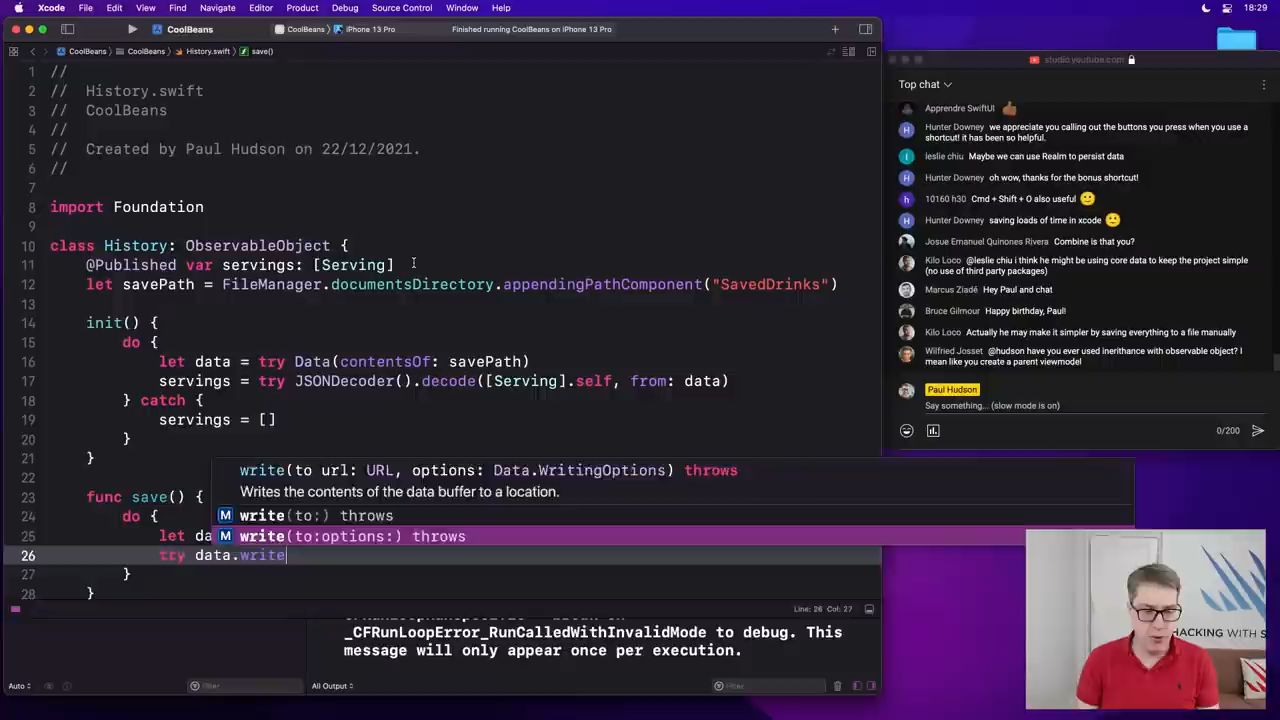 Xcode File Edit View Navigate Editor Product Debug Source Control Window Help 18:29
CoolBeans CoolBeans iPhone 13 Pro Finished running CoolBeans on iPhone 13 Pro
CoolBeans CoolBeans History.swift save()
1 //
2 // History.swift
3 // CoolBeans
4 //
5 // Created by Paul Hudson on 22/12/2021.
6 //
7
8 import Foundation
9
10 class History: ObservableObject {
11 @Published var servings: [Serving]
12 let savePath = FileManager.documentsDirectory.appendingPathComponent("SavedDrinks")
13
14 init() {
15 do {
16 let data = try Data(contentsOf: savePath)
17 servings = try JSONDecoder().decode([Serving].self, from: data)
18 } catch {
19 servings = []
20 }
21 }
22
write(to url: URL, options: Data.WritingOptions) throws
Writes the contents of the data buffer to a location.
M write(to:) throws
M write(to:options:) throws
23 func save() {
24 do {
25 let da
26 try data.write
27 }
28 }
Line: 26 Col: 27
_CFRunLoopError_RunCalledWithInvalidMode to debug. This
message will only appear once per execution.
Auto Filter All Output Filter
studio.youtube.com
Top chat
Apprendre SwiftUI
Hunter Downey we appreciate you calling out the buttons you press when you use a
shortcut! it has been so helpful.
leslie chiu Maybe we can use Realm to persist data
Hunter Downey oh wow, thanks for the bonus shortcut!
10160 h30 Cmd + Shift + O also useful 🙂
Hunter Downey saving loads of time in xcode 🙂
Josue Emanuel Quinones Rivera Combine is that you?
Kilo Loco @leslie chiu i think he might be using core data to keep the project simple
(no use of third party packages)
Marcus Ziadé Hey Paul and chat
Bruce Gilmour Happy birthday, Paul!
Kilo Loco Actually he may make it simpler by saving everything to a file manually
Wilfried Josset @hudson have you ever used inerithance with observable object? I
mean like you create a parent viewmodel
Paul Hudson
Say something... (slow mode is on)
0/200
HACKING WITH S